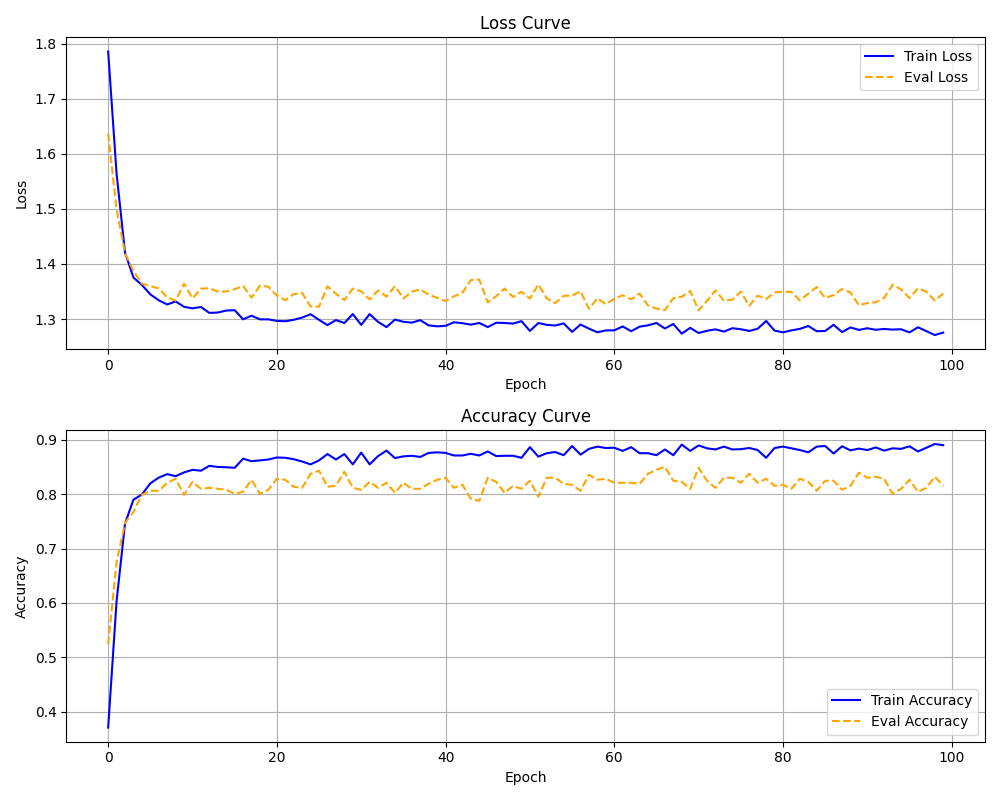 Loss Curve
1.8
1.7
1.6
1.5
1.4
1.3
Loss
Train Loss
Eval Loss
0 20 40 60 80 100
Epoch
Accuracy Curve
0.9
0.8
0.7
0.6
0.5
0.4
Accuracy
Train Accuracy
Eval Accuracy
0 20 40 60 80 100
Epoch